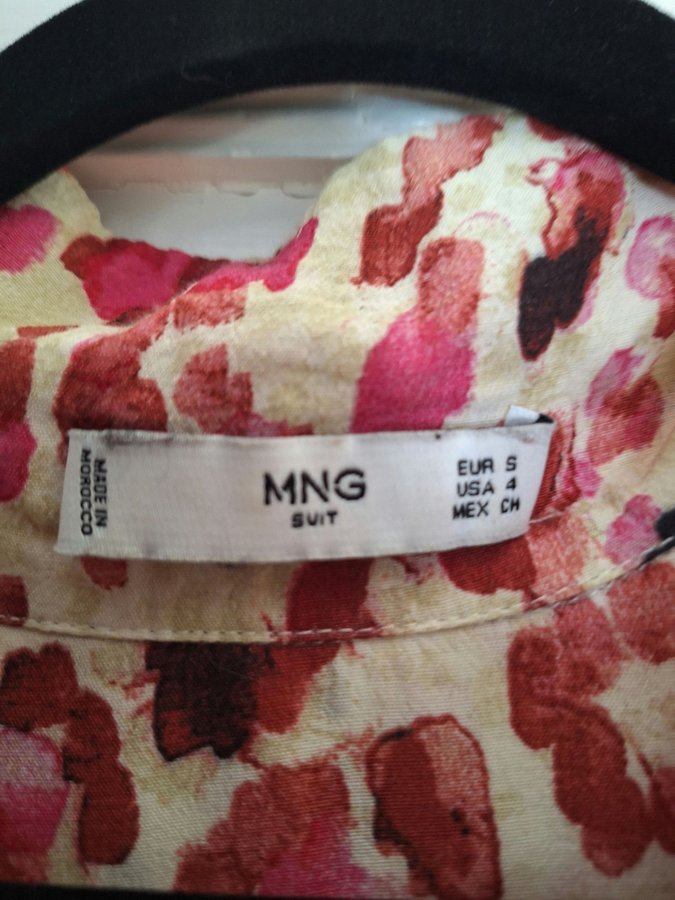 MADE IN
MOROCCO
MNG
SUIT
EUR S
USA 4
MEX CH